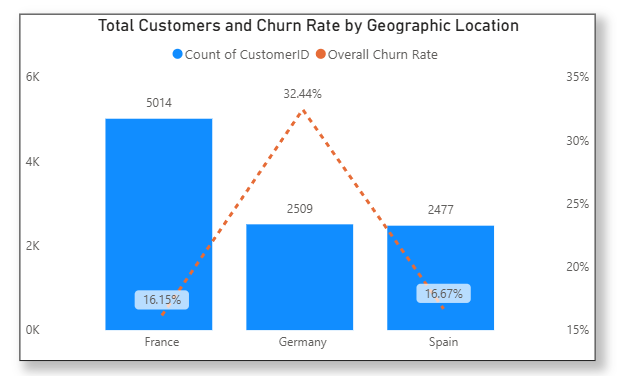 Total Customers and Churn Rate by Geographic Location
Count of CustomerID Overall Churn Rate
6K 35%
5014 32.44%
30%
4K
25%
2509 2477
2K
20%
16.15% 16.67%
0K 15%
France Germany Spain